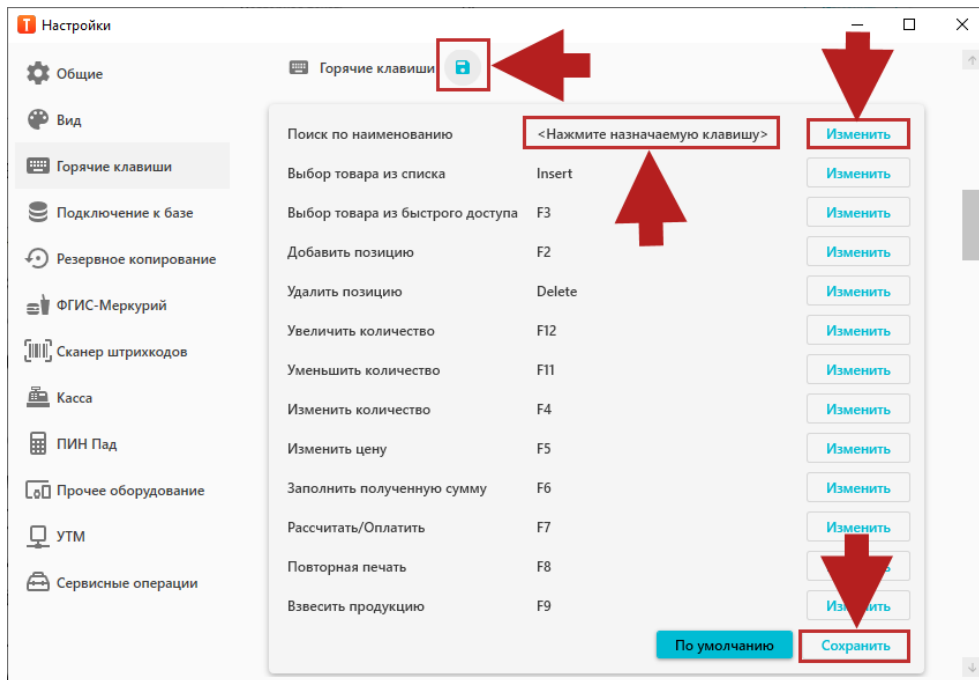 Настройки
Общие
Вид
Горячие клавиши
Подключение к базе
Резервное копирование
ФГИС-Меркурий
Сканер штрихкодов
Касса
ПИН Пад
Прочее оборудование
УТМ
Сервисные операции
Горячие клавиши
Поиск по наименованию <Нажмите назначаемую клавишу> Изменить
Выбор товара из списка Insert Изменить
Выбор товара из быстрого доступа F3 Изменить
Добавить позицию F2 Изменить
Удалить позицию Delete Изменить
Увеличить количество F12 Изменить
Уменьшить количество F11 Изменить
Изменить количество F4 Изменить
Изменить цену F5 Изменить
Заполнить полученную сумму F6 Изменить
Рассчитать/Оплатить F7 Изменить
Повторная печать F8
Взвесить продукцию F9
По умолчанию Сохранить